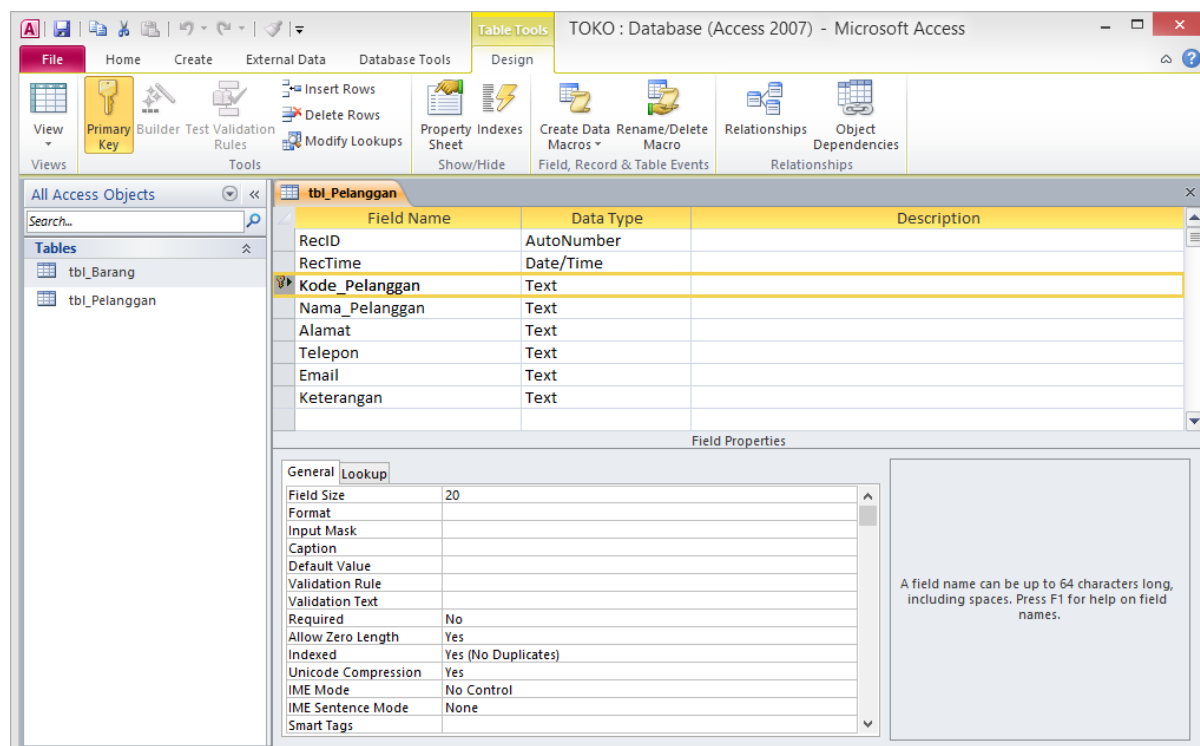 Table Tools
TOKO : Database (Access 2007) - Microsoft Access
File Home Create External Data Database Tools Design
View
Primary Key
Builder
Test Validation Rules
Insert Rows
Delete Rows
Modify Lookups
Property Sheet
Indexes
Create Data Macros
Rename/Delete Macro
Relationships
Object Dependencies
Views
Tools
Show/Hide
Field, Record & Table Events
Relationships
All Access Objects
Search...
Tables
tbl_Barang
tbl_Pelanggan
tbl_Pelanggan
Field Name Data Type Description
RecID AutoNumber
RecTime Date/Time
Kode_Pelanggan Text
Nama_Pelanggan Text
Alamat Text
Telepon Text
Email Text
Keterangan Text
Field Properties
General Lookup
Field Size 20
Format
Input Mask
Caption
Default Value
Validation Rule
Validation Text
Required No
Allow Zero Length Yes
Indexed Yes (No Duplicates)
Unicode Compression Yes
IME Mode No Control
IME Sentence Mode None
Smart Tags
A field name can be up to 64 characters long,
including spaces. Press F1 for help on field
names.